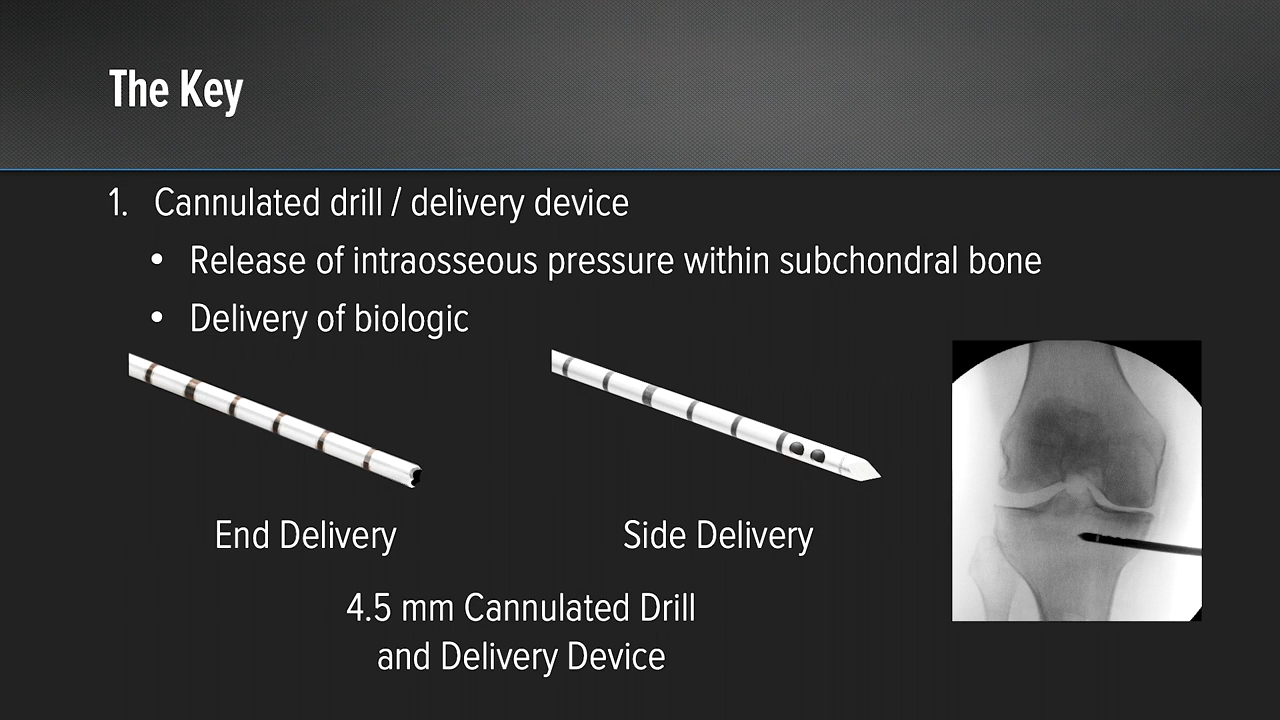 The Key
1. Cannulated drill / delivery device
• Release of intraosseous pressure within subchondral bone
• Delivery of biologic
End Delivery
Side Delivery
4.5 mm Cannulated Drill
and Delivery Device